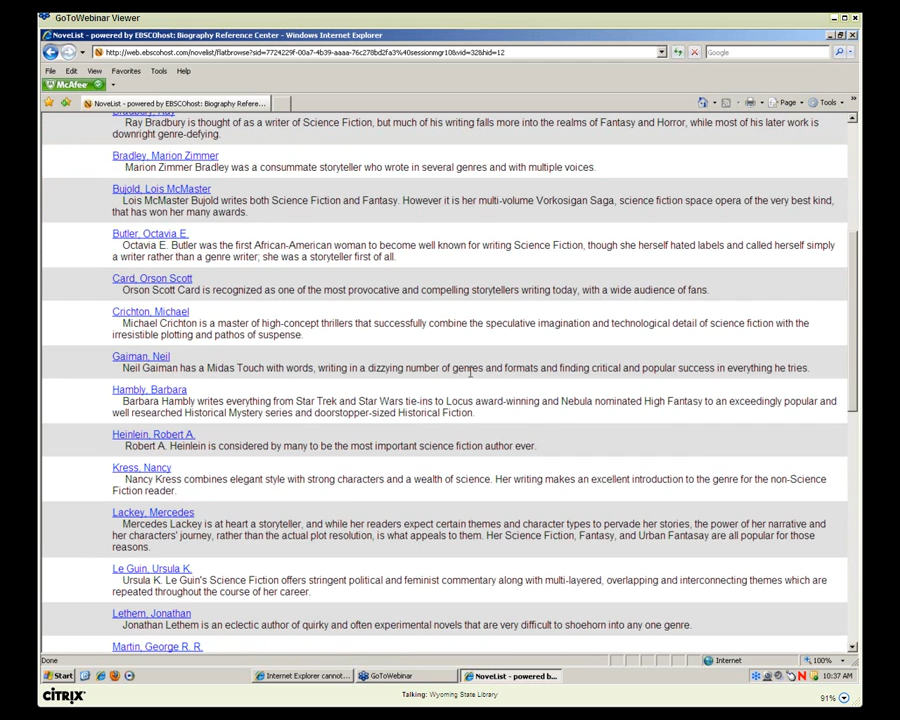 GoToWebinar Viewer
NoveList - powered by EBSCOhost: Biography Reference Center - Windows Internet Explorer
http://web.ebscohost.com/novelist/flatbrowse?sid=7724229f-00a7-4b39-aaaa-76c278bd2fa3%40sessionmgr10&vid=32&hid=12
Google
File Edit View Favorites Tools Help
McAfee
NoveList - powered by EBSCOhost: Biography Refere...
Page Tools
Bradbury, Ray
Ray Bradbury is thought of as a writer of Science Fiction, but much of his writing falls more into the realms of Fantasy and Horror, while most of his later work is
downright genre-defying.
Bradley, Marion Zimmer
Marion Zimmer Bradley was a consummate storyteller who wrote in several genres and with multiple voices.
Bujold, Lois McMaster
Lois McMaster Bujold writes both Science Fiction and Fantasy. However it is her multi-volume Vorkosigan Saga, science fiction space opera of the very best kind,
that has won her many awards.
Butler, Octavia E.
Octavia E. Butler was the first African-American woman to become well known for writing Science Fiction, though she herself hated labels and called herself simply
a writer rather than a genre writer; she was a storyteller first of all.
Card, Orson Scott
Orson Scott Card is recognized as one of the most provocative and compelling storytellers writing today, with a wide audience of fans.
Crichton, Michael
Michael Crichton is a master of high-concept thrillers that successfully combine the speculative imagination and technological detail of science fiction with the
irresistible plotting and pathos of suspense.
Gaiman, Neil
Neil Gaiman has a Midas Touch with words, writing in a dizzying number of genres and formats and finding critical and popular success in everything he tries.
Hambly, Barbara
Barbara Hambly writes everything from Star Trek and Star Wars tie-ins to Locus award-winning and Nebula nominated High Fantasy to an exceedingly popular and
well researched Historical Mystery series and doorstopper-sized Historical Fiction.
Heinlein, Robert A.
Robert A. Heinlein is considered by many to be the most important science fiction author ever.
Kress, Nancy
Nancy Kress combines elegant style with strong characters and a wealth of science. Her writing makes an excellent introduction to the genre for the non-Science
Fiction reader.
Lackey, Mercedes
Mercedes Lackey is at heart a storyteller, and while her readers expect certain themes and character types to pervade her stories, the power of her narrative and
her characters' journey, rather than the actual plot resolution, is what appeals to them. Her Science Fiction, Fantasy, and Urban Fantasay are all popular for those
reasons.
Le Guin, Ursula K.
Ursula K. Le Guin's Science Fiction offers stringent political and feminist commentary along with multi-layered, overlapping and interconnecting themes which are
repeated throughout the course of her career.
Lethem, Jonathan
Jonathan Lethem is an eclectic author of quirky and often experimental novels that are very difficult to shoehorn into any one genre.
Martin, George R. R.
Done Internet 100%
Start Internet Explorer cannot... GoToWebinar NoveList - powered b... 10:37 AM
CITRIX Talking: Wyoming State Library 91%